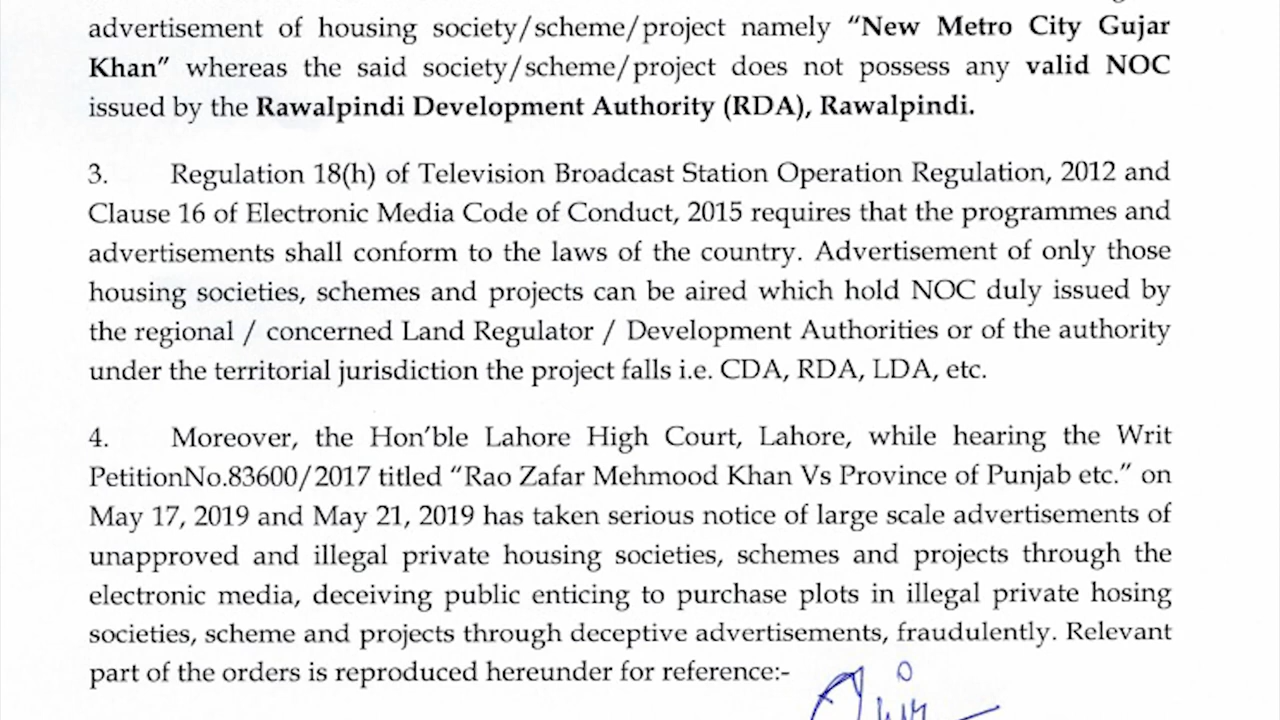 advertisement of housing society/scheme/project namely “New Metro City Gujar
Khan” whereas the said society/scheme/project does not possess any valid NOC
issued by the Rawalpindi Development Authority (RDA), Rawalpindi.
3. Regulation 18(h) of Television Broadcast Station Operation Regulation, 2012 and
Clause 16 of Electronic Media Code of Conduct, 2015 requires that the programmes and
advertisements shall conform to the laws of the country. Advertisement of only those
housing societies, schemes and projects can be aired which hold NOC duly issued by
the regional / concerned Land Regulator / Development Authorities or of the authority
under the territorial jurisdiction the project falls i.e. CDA, RDA, LDA, etc.
4. Moreover, the Hon’ble Lahore High Court, Lahore, while hearing the Writ
PetitionNo.83600/2017 titled “Rao Zafar Mehmood Khan Vs Province of Punjab etc.” on
May 17, 2019 and May 21, 2019 has taken serious notice of large scale advertisements of
unapproved and illegal private housing societies, schemes and projects through the
electronic media, deceiving public enticing to purchase plots in illegal private hosing
societies, scheme and projects through deceptive advertisements, fraudulently. Relevant
part of the orders is reproduced hereunder for reference:-